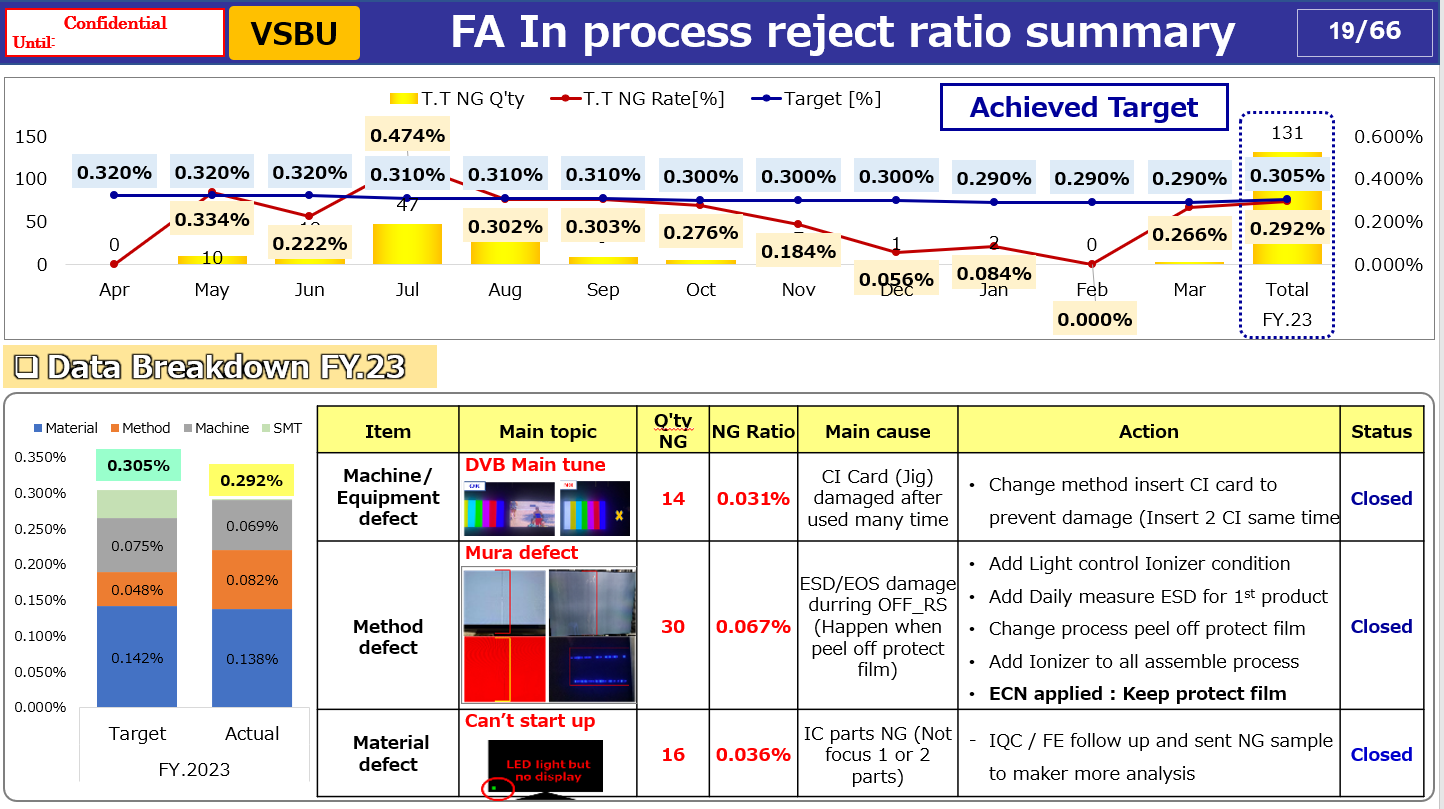 Confidential
Until:
VSBU
FA In process reject ratio summary
19/66
T.T NG Q'ty
T.T NG Rate[%]
Target [%]
Achieved Target
150
100
50
0
0.600%
0.400%
0.200%
0.000%
0.320%
0.320%
0.320%
0.310%
0.310%
0.310%
0.300%
0.300%
0.300%
0.290%
0.290%
0.290%
0.305%
0.334%
0.222%
0.474%
0.302%
0.303%
0.276%
0.184%
0.056%
0.084%
0.000%
0.266%
0.292%
0
10
47
1
2
0
131
Apr
May
Jun
Jul
Aug
Sep
Oct
Nov
Dec
Jan
Feb
Mar
Total
FY.23
❑ Data Breakdown FY.23
Material
Method
Machine
SMT
0.350%
0.300%
0.250%
0.200%
0.150%
0.100%
0.050%
0.000%
0.305%
0.075%
0.048%
0.142%
0.292%
0.069%
0.082%
0.138%
Target
Actual
FY.2023
Item
Main topic
Q'ty
NG
NG Ratio
Main cause
Action
Status
Machine/
Equipment
defect
DVB Main tune
14
0.031%
CI Card (Jig)
damaged after
used many time
• Change method insert CI card to
prevent damage (Insert 2 CI same time
Closed
Method
defect
Mura defect
30
0.067%
ESD/EOS damage
durring OFF_RS
(Happen when
peel off protect
film)
• Add Light control Ionizer condition
• Add Daily measure ESD for 1st product
• Change process peel off protect film
• Add Ionizer to all assemble process
• ECN applied : Keep protect film
Closed
Material
defect
Can't start up
LED light but
no display
16
0.036%
IC parts NG (Not
focus 1 or 2
parts)
- IQC / FE follow up and sent NG sample
to maker more analysis
Closed